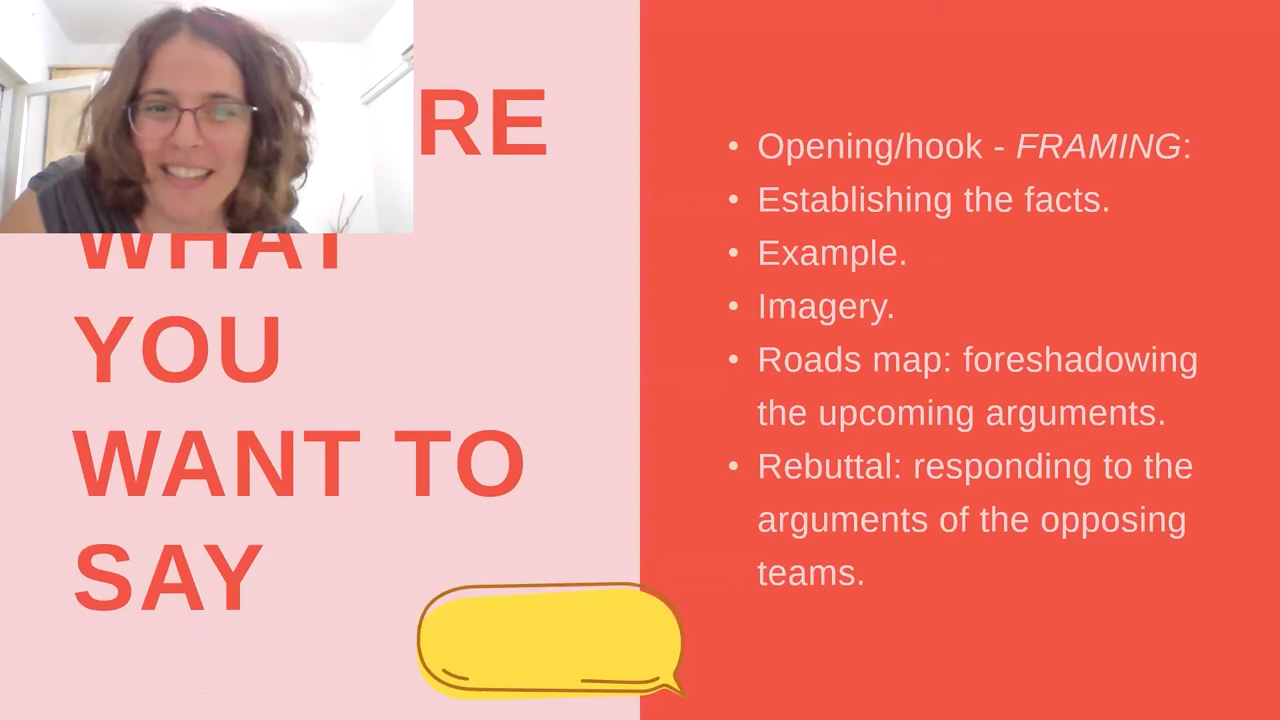 RE
WHAT
YOU
WANT TO
SAY
• Opening/hook - FRAMING:
• Establishing the facts.
• Example.
• Imagery.
• Roads map: foreshadowing
the upcoming arguments.
• Rebuttal: responding to the
arguments of the opposing
teams.